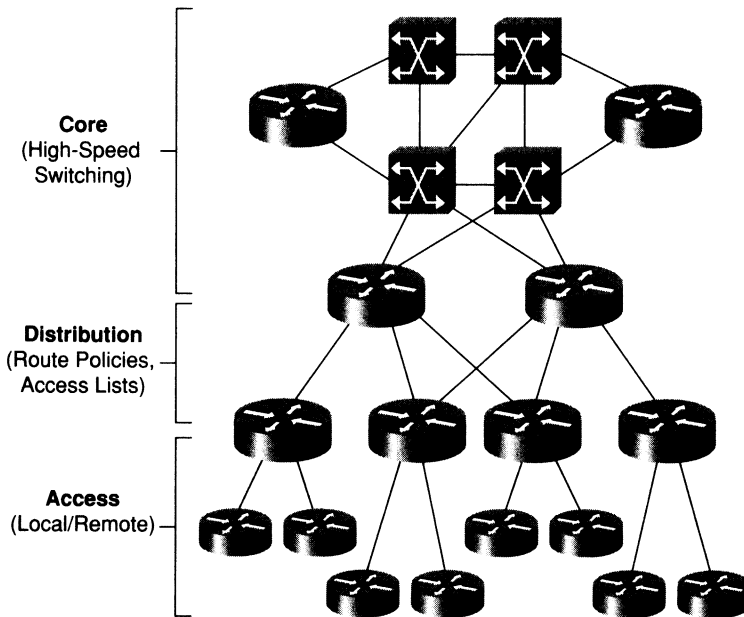 Core
(High-Speed
Switching)
Distribution
(Route Policies,
Access Lists)
Access
(Local/Remote)